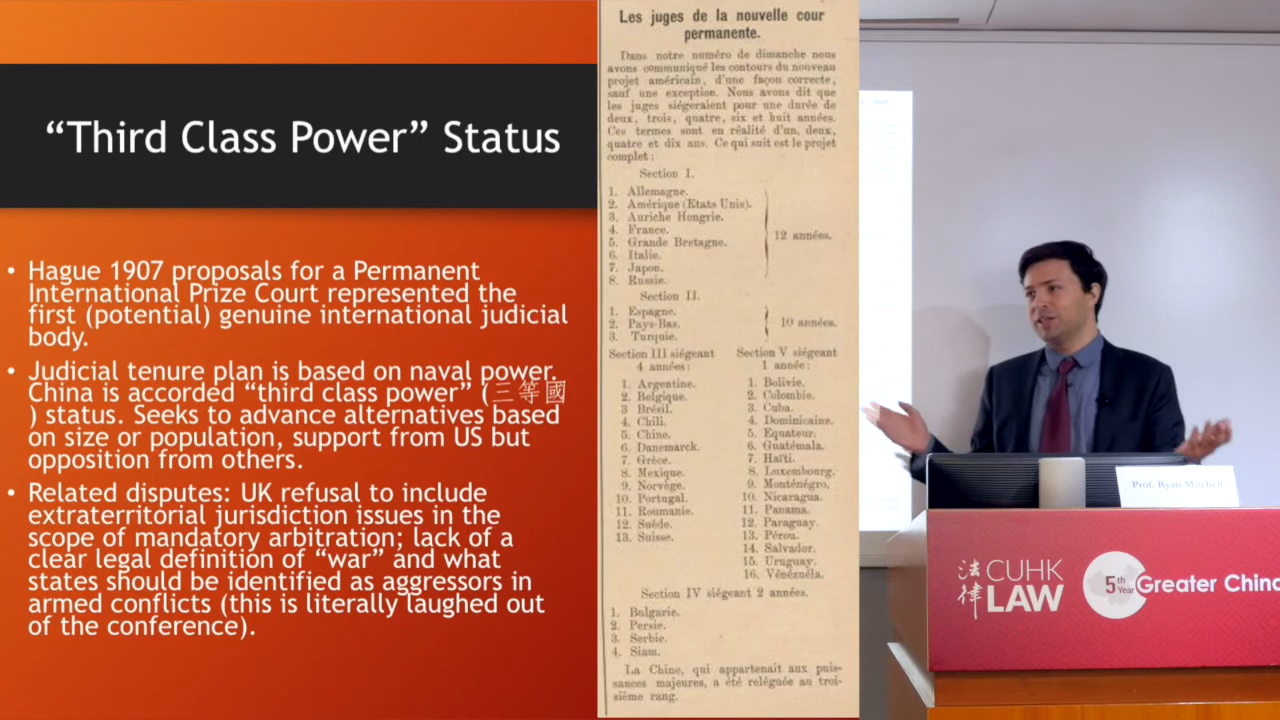 “Third Class Power” Status
• Hague 1907 proposals for a Permanent
International Prize Court represented the
first (potential) genuine international judicial
body.
• Judicial tenure plan is based on naval power.
China is accorded “third class power” (三等國
) status. Seeks to advance alternatives based
on size or population, support from US but
opposition from others.
• Related disputes: UK refusal to include
extraterritorial jurisdiction issues in the
scope of mandatory arbitration; lack of a
clear legal definition of “war” and what
states should be identified as aggressors in
armed conflicts (this is literally laughed out
of the conference).
Les juges de la nouvelle cour
permanente.
Dans notre numéro de dimanche nous
avons communiqué les contours du nouveau
projet américain, d'une façon correcte,
sauf une exception. Nous avons dit que
les juges siégeraient pour une durée de
deux, trois, quatre, six et huit années.
Ces termes sont en réalité d'un, deux,
quatre et dix ans. Ce qui suit est le projet
complet :
Section I.
1. Allemagne.
2. Amérique (Etats Unis).
3. Auriche Hongrie.
4. France.
5. Grande Bretagne.
6. Italie.
7. Japon.
8. Russie.
12 années.
Section II.
1. Espagne.
2. Pays-Bas.
3. Turquie.
10 années.
Section III siégeant
4 années:
1. Argentine.
2. Belgique.
3 Brésil.
4. Chili.
5. Chine.
6. Danemarck.
7. Grèce.
8. Mexique.
9. Norvège.
10. Portugal.
11. Roumanie.
12. Suède.
13. Suisse.
Section V siégeant
1 année:
1. Bolivie.
2. Colombie.
3. Cuba.
4. Dominicaine.
5. Equateur.
6. Guatémala.
7. Haïti.
8. Luxembourg.
9. Monténégro.
10. Nicaragua.
11. Panama.
12. Paraguay.
13. Pérou.
14. Salvador.
15. Uruguay.
16. Vénézuéla.
Section IV siégeant 2 années.
1. Bulgarie.
2. Persie.
3. Serbie.
4. Siam.
La Chine, qui appartenait aux puis-
sances majeures, a été reléguée au troi-
sième rang.
Prof. Ryan Mitchell
法律 CUHK
LAW
5th
Year
Greater China